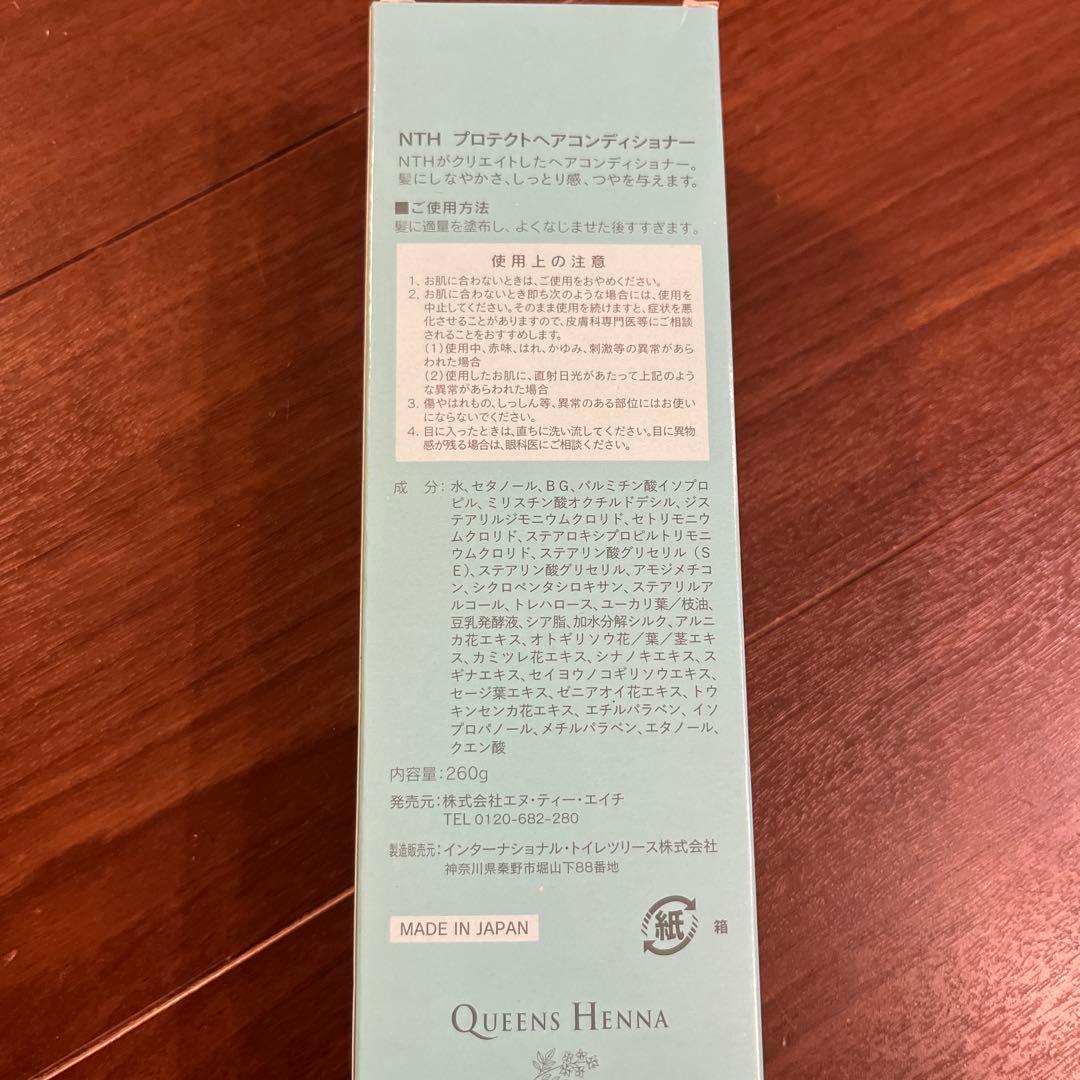 NTH プロテクトヘアコンディショナー
NTHがクリエイトしたヘアコンディショナー。
髪にしなやかさ、しっとり感、つやを与えます。
■ご使用方法
髪に適量を塗布し、よくなじませた後すすぎます。
使用上の注意
1. お肌に合わないときは、ご使用をおやめください。
2. お肌に合わないとき即ち次のような場合には、使用を
中止してください。そのまま使用を続けますと、症状を悪
化させることがありますので、皮膚科専門医等にご相談
されることをおすすめします。
(1)使用中、赤味、はれ、かゆみ、刺激等の異常があら
われた場合
(2)使用したお肌に、直射日光があたって上記のよう
な異常があらわれた場合
3. 傷やはれもの、しっしん等、異常のある部位にはお使い
にならないでください。
4. 目に入ったときは、直ちに洗い流してください。目に異物
感が残る場合は、眼科医にご相談ください。
成 分:水、セタノール、BG、パルミチン酸イソプロ
ピル、ミリスチン酸オクチルドデシル、ジス
テアリルジモニウムクロリド、セトリモニウ
ムクロリド、ステアロキシプロピルトリモニ
ウムクロリド、ステアリン酸グリセリル(S
E)、ステアリン酸グリセリル、アモジメチコ
ン、シクロペンタシロキサン、ステアリルア
ルコール、トレハロース、ユーカリ葉/枝油、
豆乳発酵液、シア脂、加水分解シルク、アルニ
カ花エキス、オトギリソウ花/葉/茎エキ
ス、カミツレ花エキス、シナノキエキス、ス
ギナエキス、セイヨウノコギリソウエキス、
セージ葉エキス、ゼニアオイ花エキス、トウ
キンセンカ花エキス、エチルパラベン、イソ
プロパノール、メチルパラベン、エタノール、
クエン酸
内容量:260g
発売元:株式会社エヌ・ティー・エイチ
TEL 0120-682-280
製造販売元:インターナショナル・トイレツリース株式会社
神奈川県秦野市堀山下88番地
MADE IN JAPAN
紙 箱
QUEENS HENNA